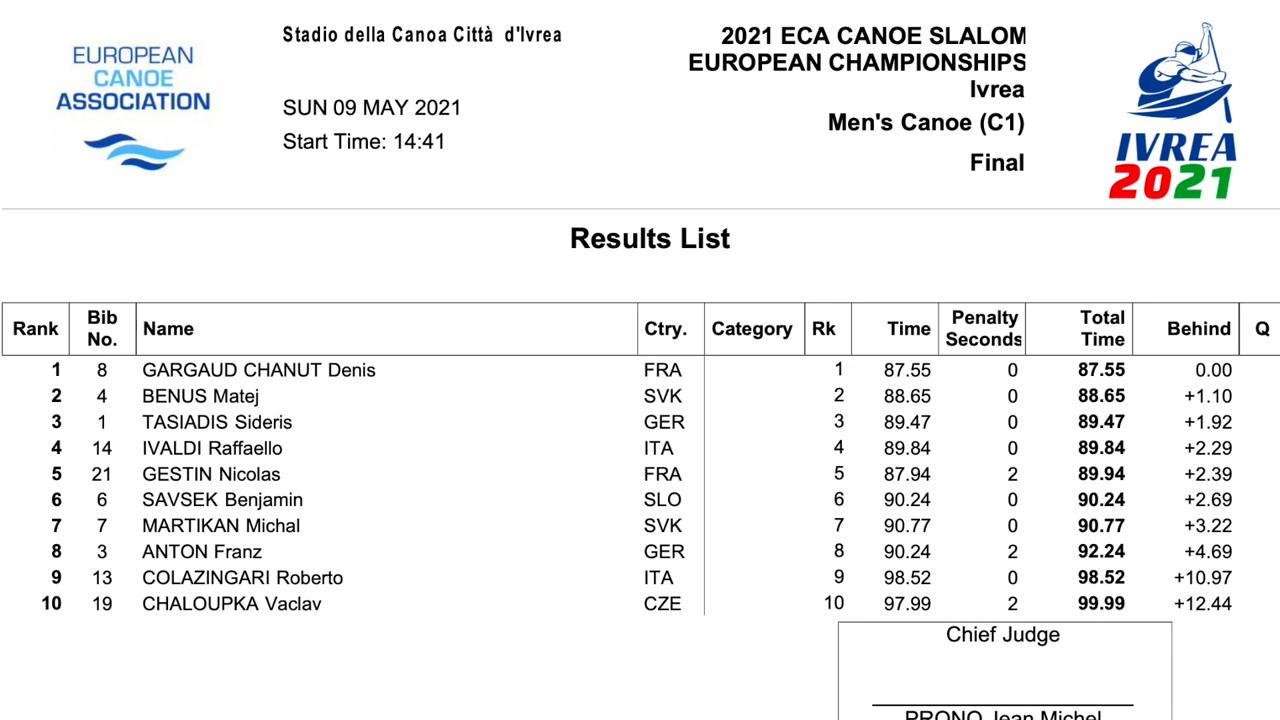 EUROPEAN
CANOE
ASSOCIATION
Stadio della Canoa Città d'Ivrea
SUN 09 MAY 2021
Start Time: 14:41
2021 ECA CANOE SLALOM
EUROPEAN CHAMPIONSHIPS
Ivrea
Men's Canoe (C1)
Final
IVREA
2021
Results List
Rank Bib No. Name Ctry. Category Rk Time Penalty Seconds Total Time Behind Q
1 8 GARGAUD CHANUT Denis FRA 1 87.55 0 87.55 0.00
2 4 BENUS Matej SVK 2 88.65 0 88.65 +1.10
3 1 TASIADIS Sideris GER 3 89.47 0 89.47 +1.92
4 14 IVALDI Raffaello ITA 4 89.84 0 89.84 +2.29
5 21 GESTIN Nicolas FRA 5 87.94 2 89.94 +2.39
6 6 SAVSEK Benjamin SLO 6 90.24 0 90.24 +2.69
7 7 MARTIKAN Michal SVK 7 90.77 0 90.77 +3.22
8 3 ANTON Franz GER 8 90.24 2 92.24 +4.69
9 13 COLAZINGARI Roberto ITA 9 98.52 0 98.52 +10.97
10 19 CHALOUPKA Vaclav CZE 10 97.99 2 99.99 +12.44
Chief Judge
PRONO Jean Michel